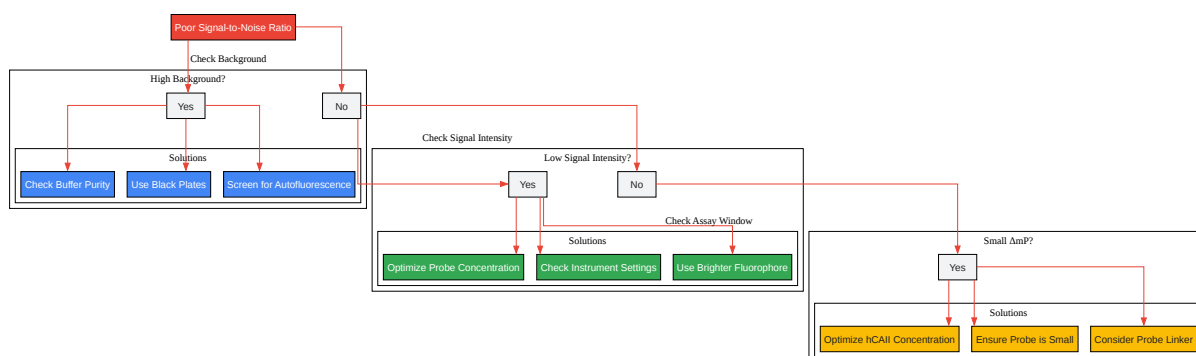 Poor Signal-to-Noise Ratio
Check Background
High Background?
Yes
No
Solutions
Check Buffer Purity
Use Black Plates
Screen for Autofluorescence
Check Signal Intensity
Low Signal Intensity?
Yes
No
Check Assay Window
Solutions
Optimize Probe Concentration
Check Instrument Settings
Use Brighter Fluorophore
Small ΔmP?
Yes
Solutions
Optimize hCAII Concentration
Ensure Probe is Small
Consider Probe Linker